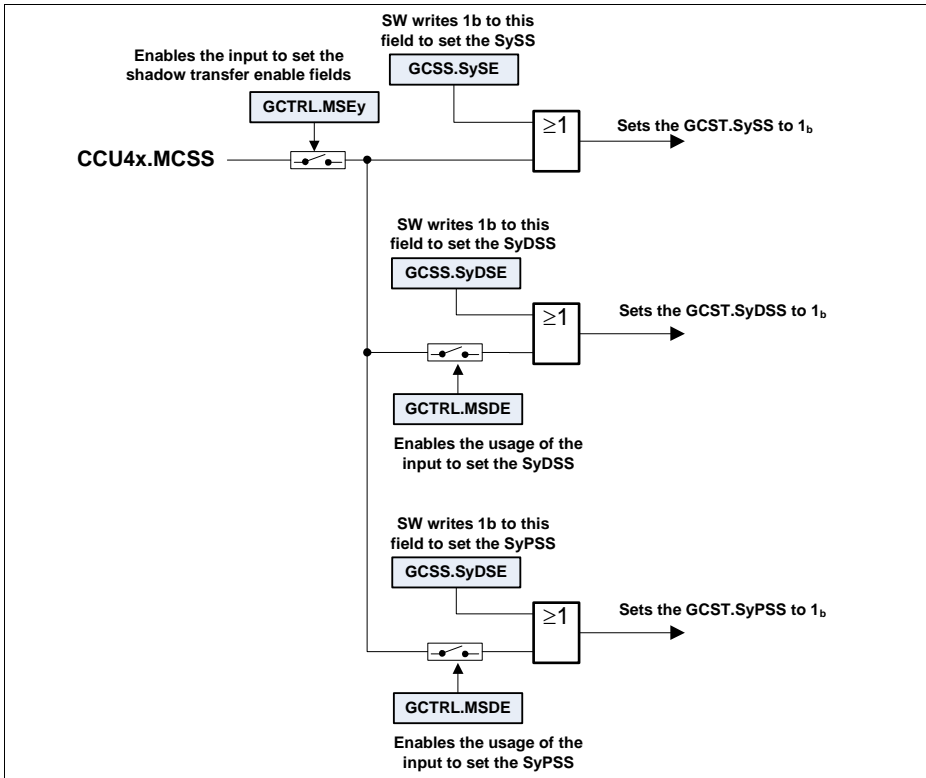 SW writes 1b to this
field to set the SySS
Enables the input to set the
shadow transfer enable fields
GCSS.SySE
GCTRL.MSEy
≥1
Sets the GCST.SySS to 1b
CCU4x.MCSS
SW writes 1b to this
field to set the SyDSS
GCSS.SyDSE
≥1
Sets the GCST.SyDSS to 1b
GCTRL.MSDE
Enables the usage of the
input to set the SyDSS
SW writes 1b to this
field to set the SyPSS
GCSS.SyDSE
≥1
Sets the GCST.SyPSS to 1b
GCTRL.MSDE
Enables the usage of the
input to set the SyPSS